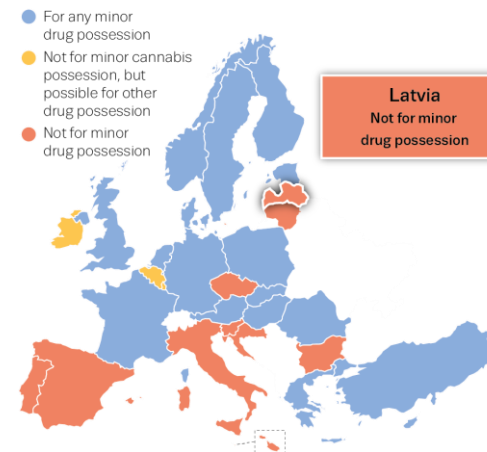 For any minor
drug possession
Not for minor cannabis
possession, but
possible for other
drug possession
Not for minor
drug possession
Latvia
Not for minor
drug possession